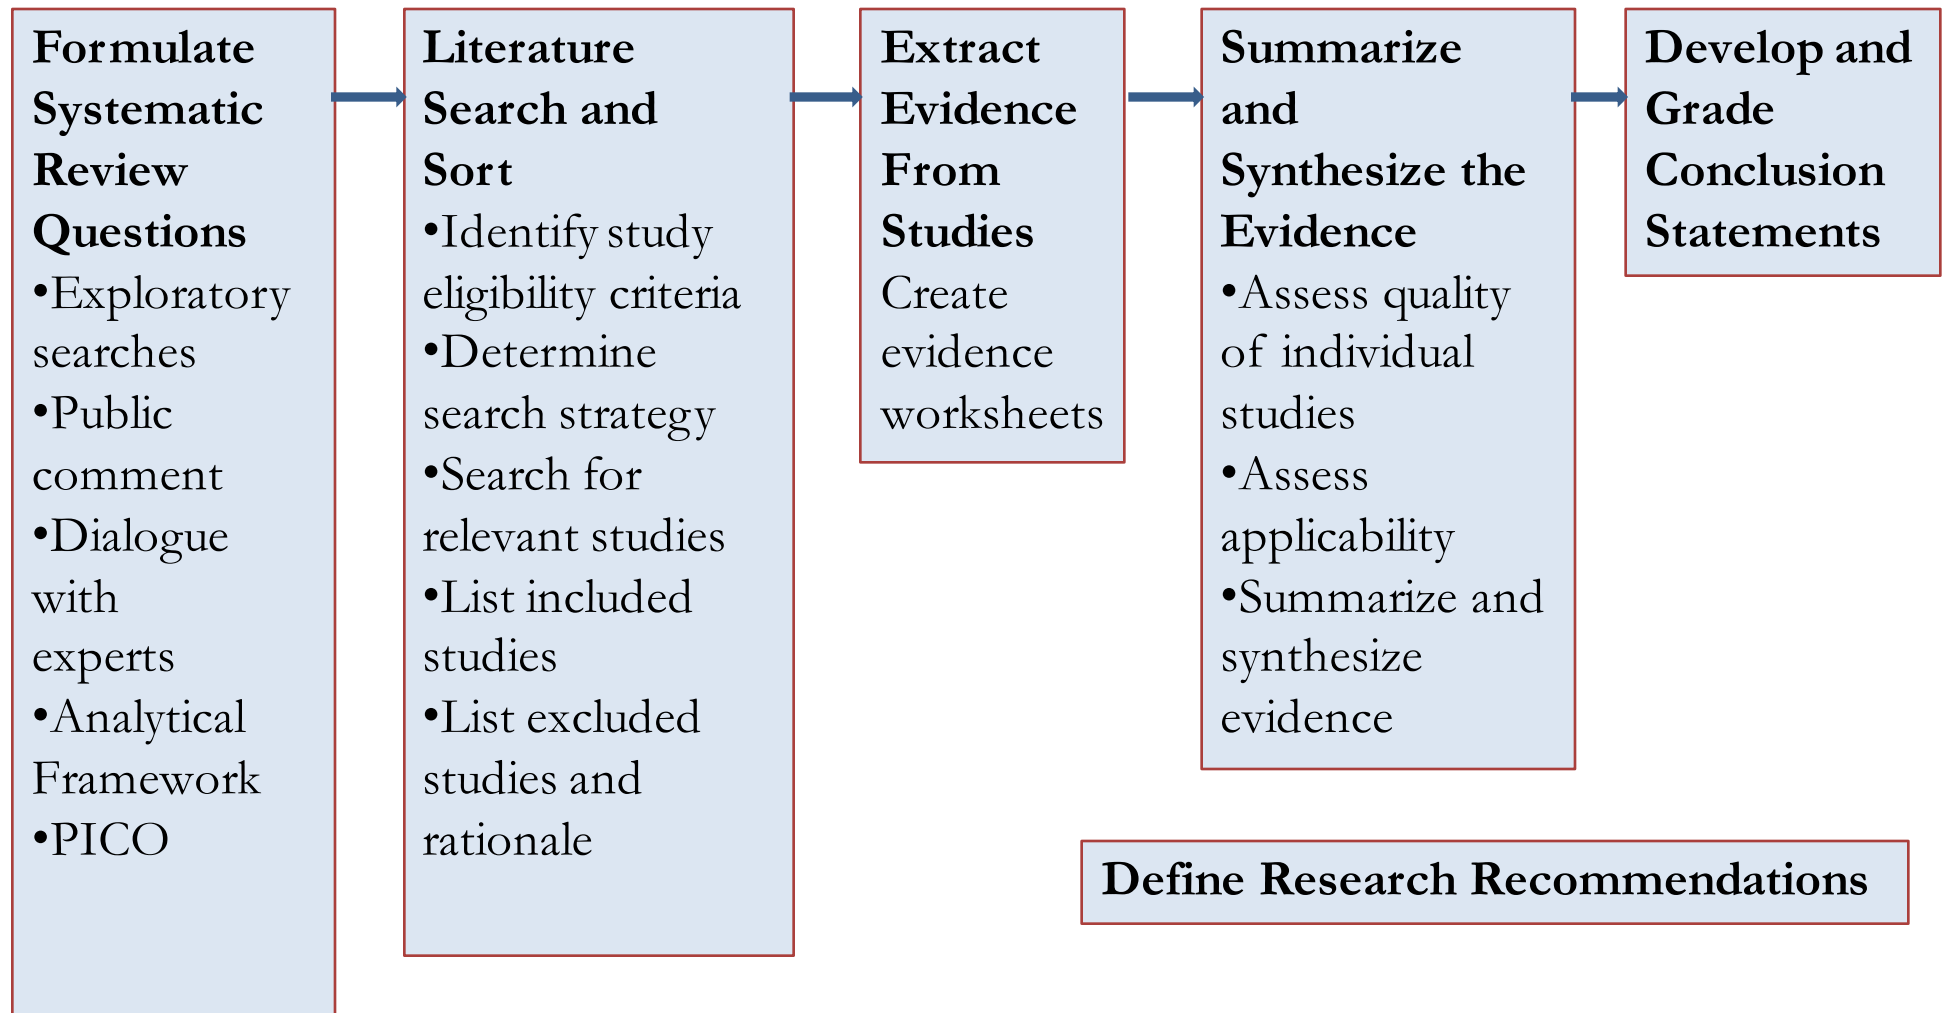 Formulate
Systematic
Review
Questions
•Exploratory
searches
•Public
comment
•Dialogue
with
experts
•Analytical
Framework
•PICO
Literature
Search and
Sort
•Identify study
eligibility criteria
•Determine
search strategy
•Search for
relevant studies
•List included
studies
•List excluded
studies and
rationale
Extract
Evidence
From
Studies
Create
evidence
worksheets
Summarize
and
Synthesize the
Evidence
•Assess quality
of individual
studies
•Assess
applicability
•Summarize and
synthesize
evidence
Develop and
Grade
Conclusion
Statements
Define Research Recommendations